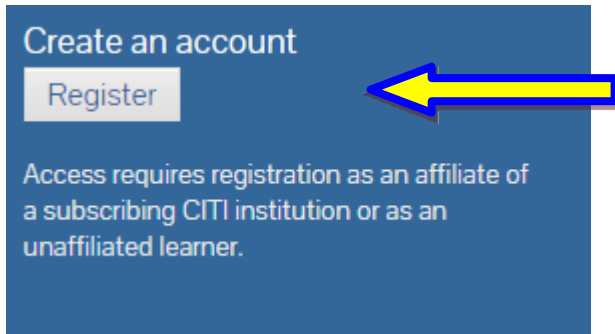 Create an account
Register
Access requires registration as an affiliate of
a subscribing CITI institution or as an
unaffiliated learner.